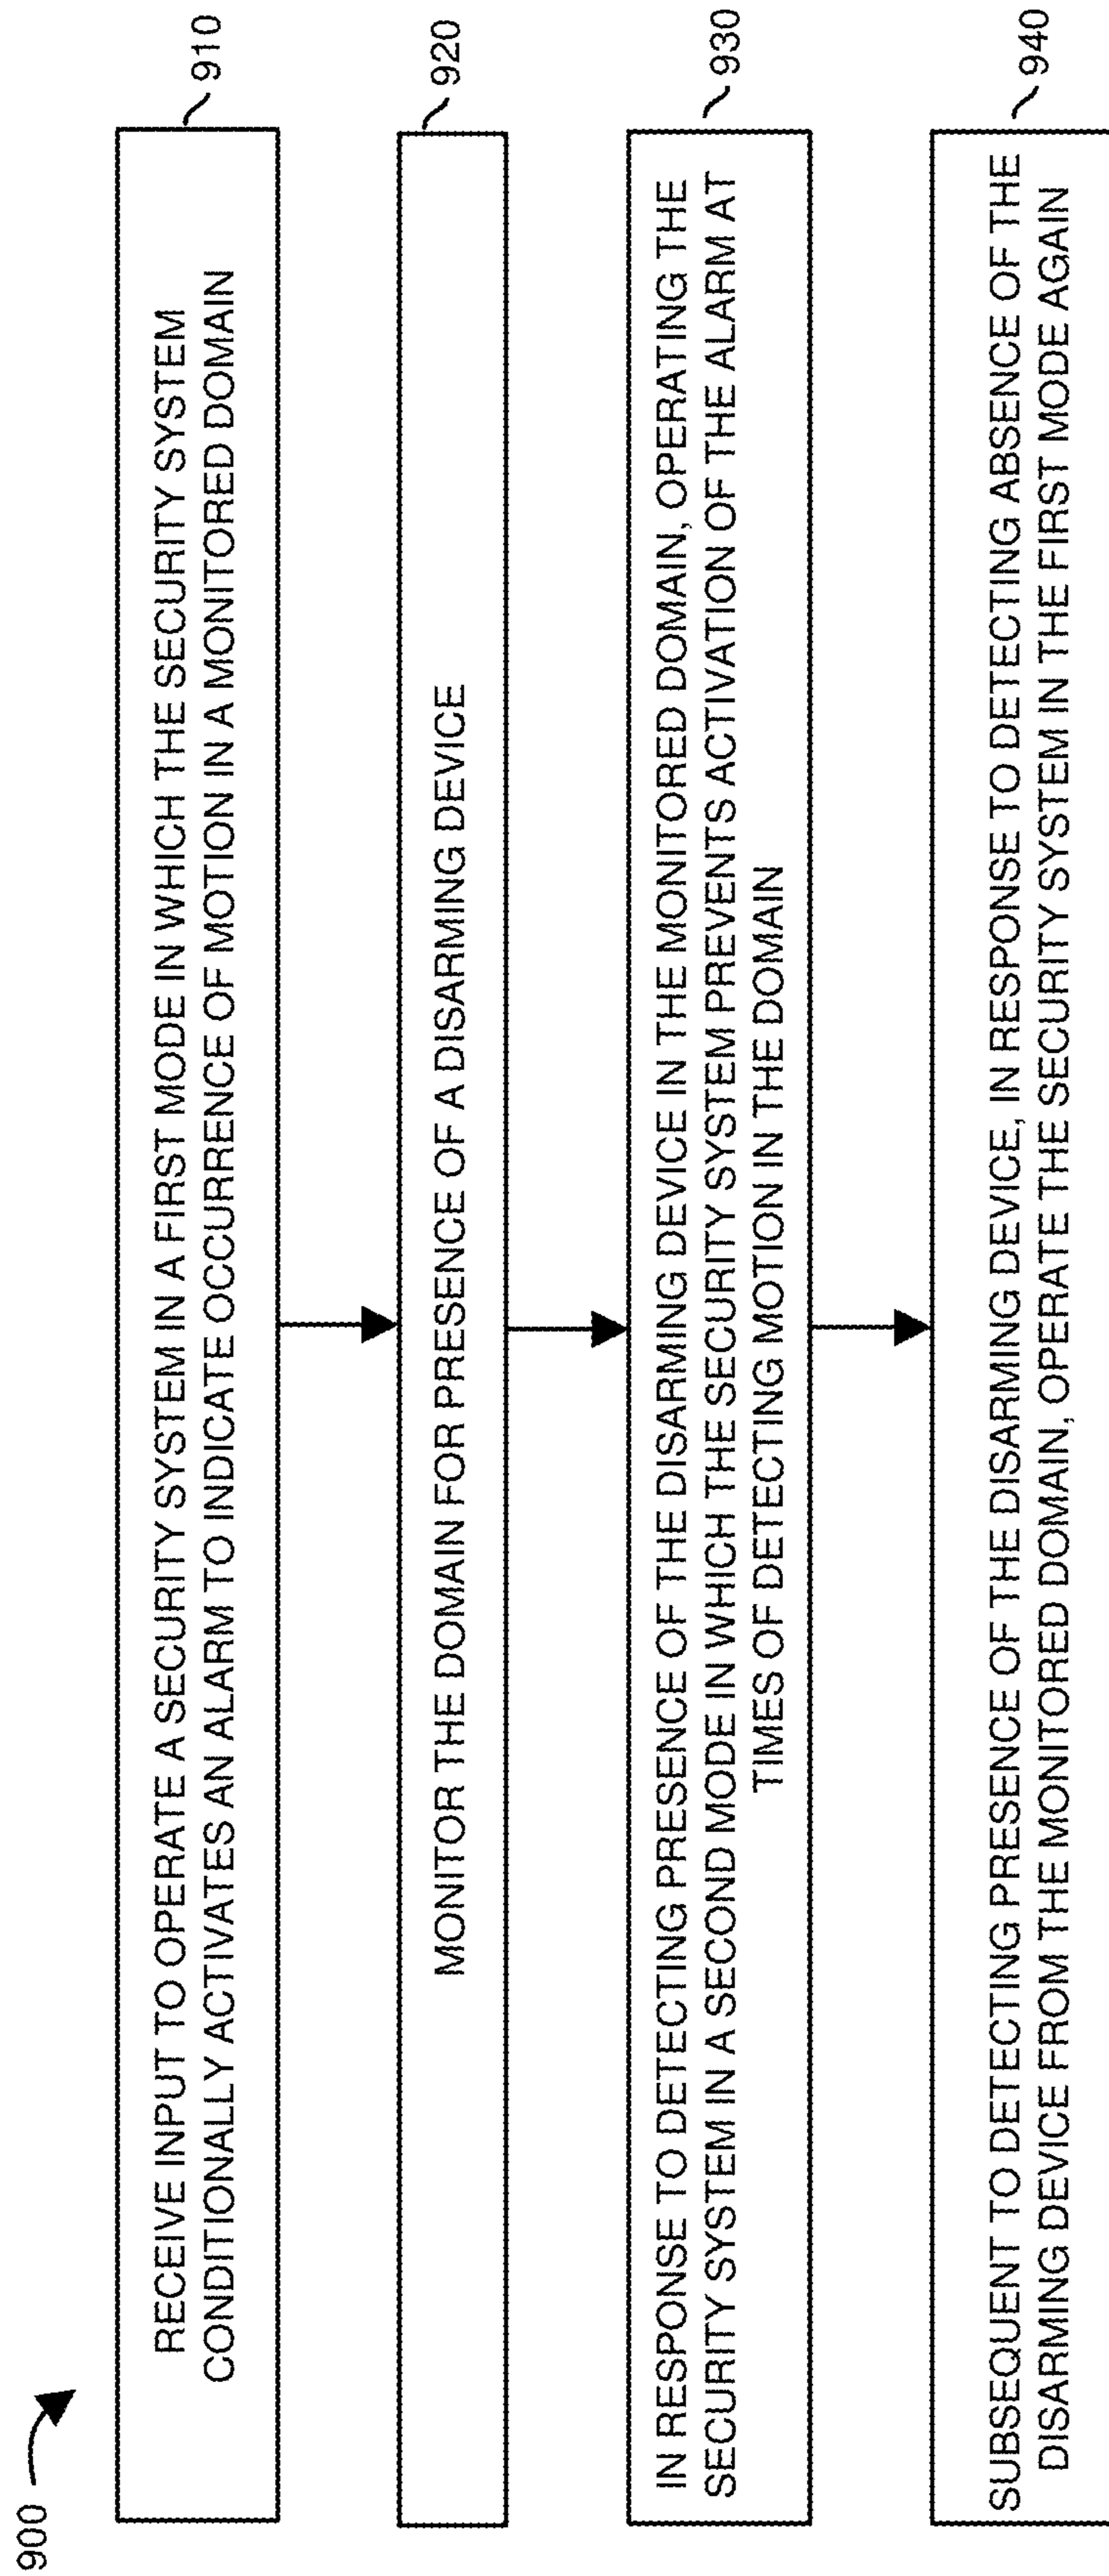 900
RECEIVE INPUT TO OPERATE A SECURITY SYSTEM IN A FIRST MODE IN WHICH THE SECURITY SYSTEM
CONDITIONALLY ACTIVATES AN ALARM TO INDICATE OCCURRENCE OF MOTION IN A MONITORED DOMAIN
910
MONITOR THE DOMAIN FOR PRESENCE OF A DISARMING DEVICE
920
IN RESPONSE TO DETECTING PRESENCE OF THE DISARMING DEVICE IN THE MONITORED DOMAIN, OPERATING THE
SECURITY SYSTEM IN A SECOND MODE IN WHICH THE SECURITY SYSTEM PREVENTS ACTIVATION OF THE ALARM AT
TIMES OF DETECTING MOTION IN THE DOMAIN
930
SUBSEQUENT TO DETECTING PRESENCE OF THE DISARMING DEVICE, IN RESPONSE TO DETECTING ABSENCE OF THE
DISARMING DEVICE FROM THE MONITORED DOMAIN, OPERATE THE SECURITY SYSTEM IN THE FIRST MODE AGAIN
940